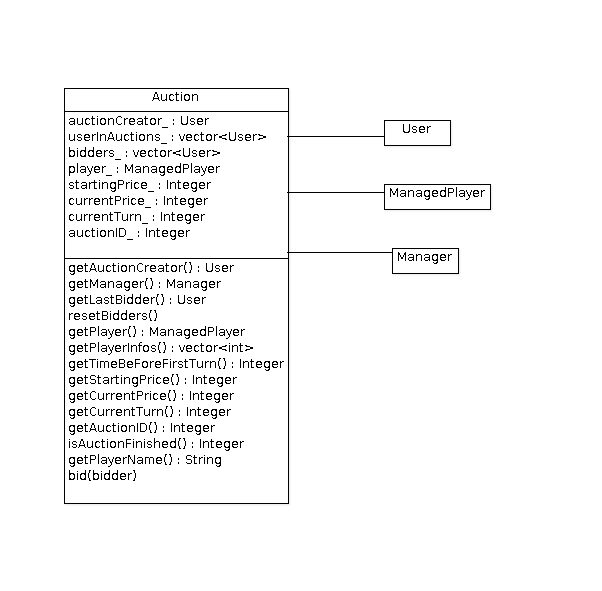 Auction
auctionCreator_ : User
userInAuctions_ : vector<User>
bidders_ : vector<User>
player_ : ManagedPlayer
startingPrice_ : Integer
currentPrice_ : Integer
currentTurn_ : Integer
auctionID_ : Integer
getAuctionCreator() : User
getManager() : Manager
getLastBidder() : User
resetBidders()
getPlayer() : ManagedPlayer
getPlayerInfos() : vector<int>
getTimeBeForeFirstTurn() : Integer
getStartingPrice() : Integer
getCurrentPrice() : Integer
getCurrentTurn() : Integer
getAuctionID() : Integer
isAuctionFinished() : Integer
getPlayerName() : String
bid(bidder)
User
ManagedPlayer
Manager